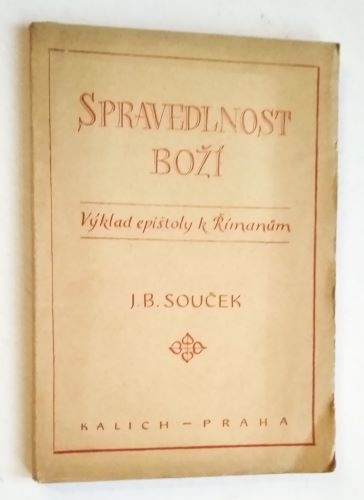 SPRAVEDLNOST
BOŽÍ
Výklad epištoly k Římanům
J. B. SOUČEK
KALICH – PRAHA